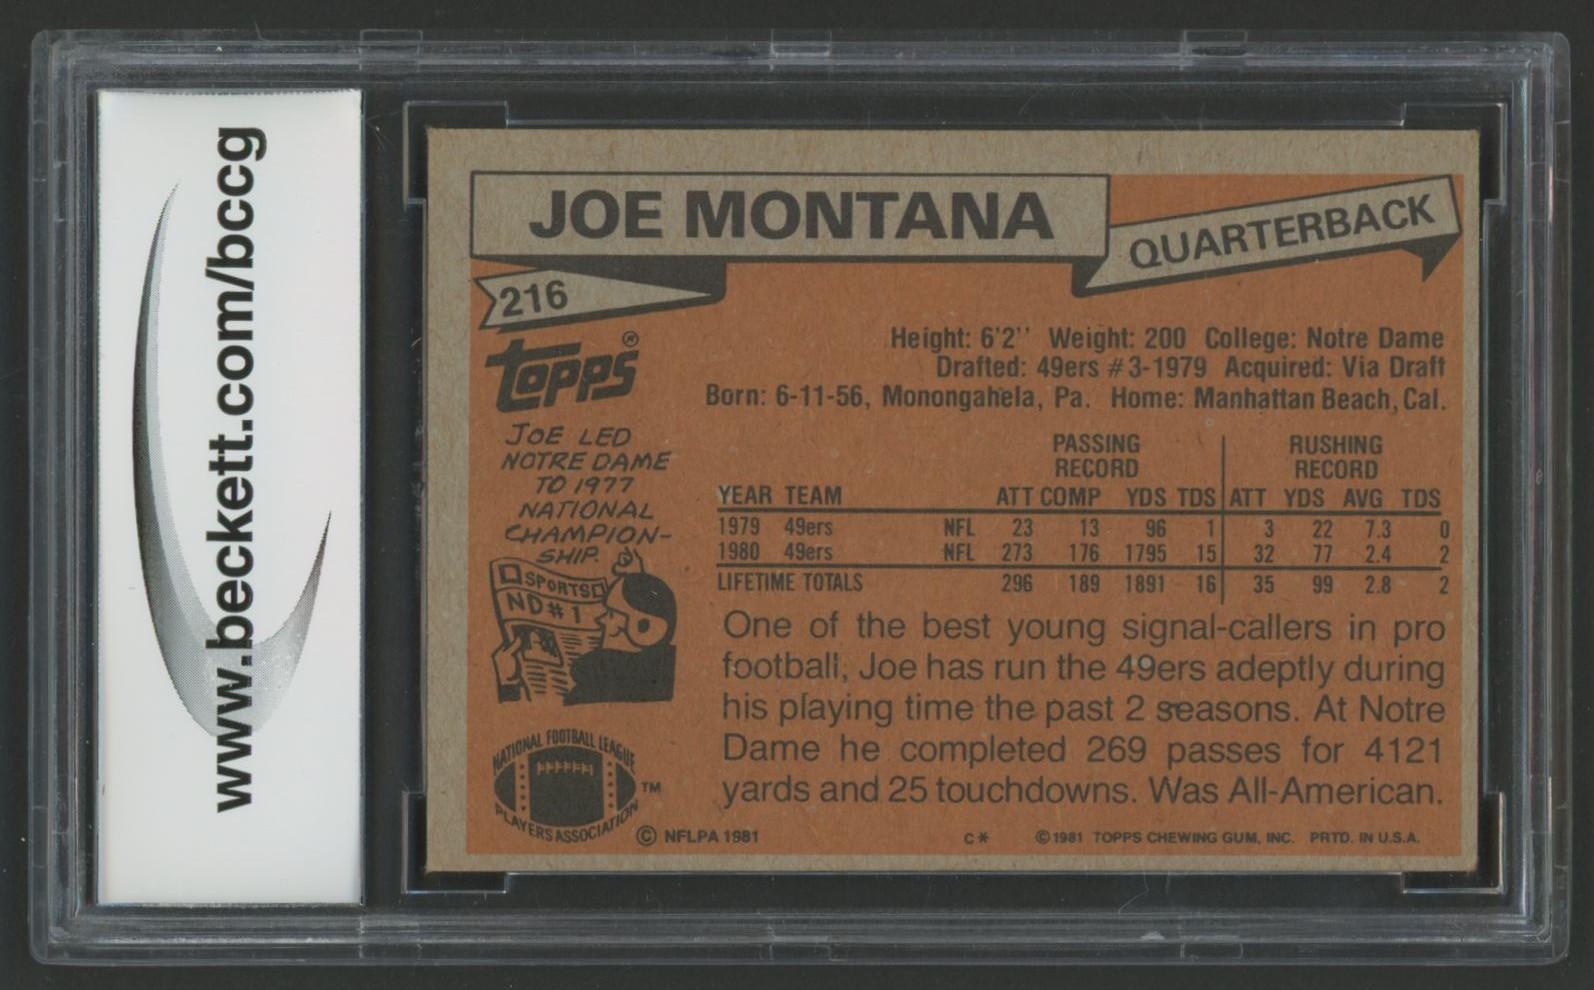 www.beckett.com/bccg
JOE MONTANA
QUARTERBACK
216
topps®
Height: 6'2'' Weight: 200 College: Notre Dame
Drafted: 49ers #3-1979 Acquired: Via Draft
Born: 6-11-56, Monongahela, Pa. Home: Manhattan Beach, Cal.
JOE LED
NOTRE DAME
TO 1977
NATIONAL
CHAMPION-
SHIP.
SPORTS
ND#1
PASSING RUSHING
RECORD RECORD
YEAR TEAM ATT COMP YDS TDS ATT YDS AVG TDS
1979 49ers NFL 23 13 96 1 3 22 7.3 0
1980 49ers NFL 273 176 1795 15 32 77 2.4 2
LIFETIME TOTALS 296 189 1891 16 35 99 2.8 2
One of the best young signal-callers in pro
football, Joe has run the 49ers adeptly during
his playing time the past 2 seasons. At Notre
Dame he completed 269 passes for 4121
yards and 25 touchdowns. Was All-American.
NATIONAL FOOTBALL LEAGUE
PLAYERS ASSOCIATION
TM
© NFLPA 1981
C* ©1981 TOPPS CHEWING GUM, INC. PRTD. IN U.S.A.